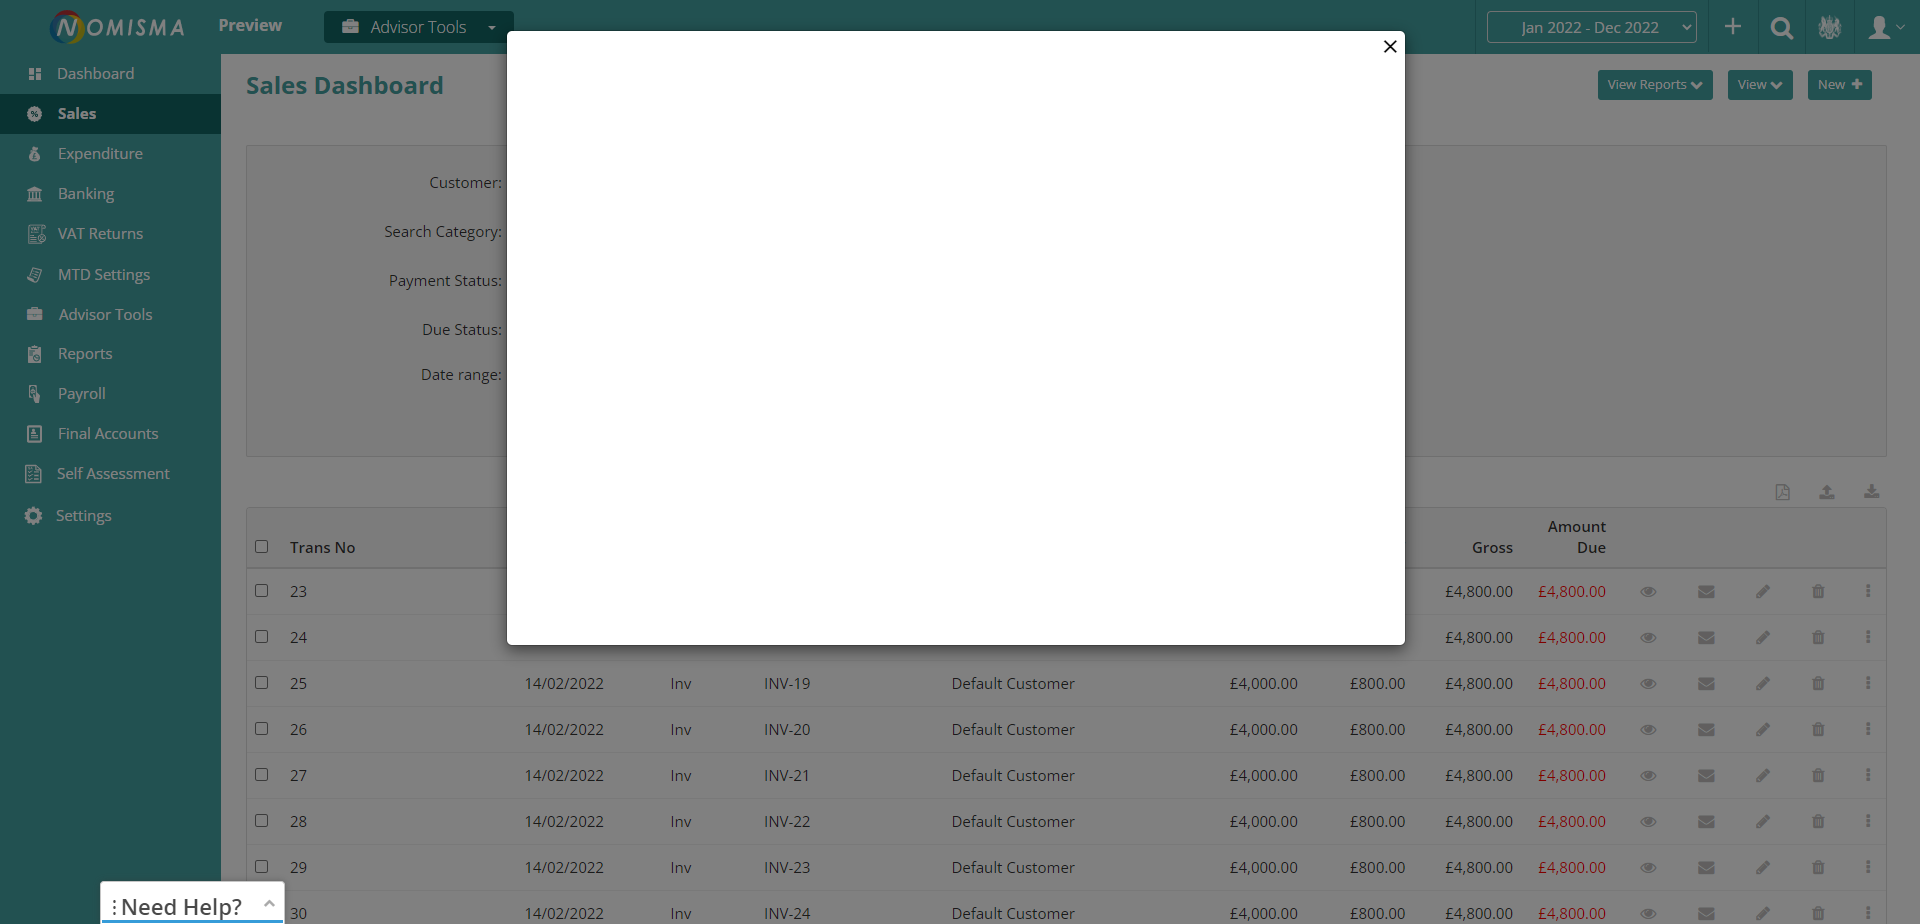 NOMISMA
Preview
Advisor Tools
Jan 2022 - Dec 2022
Dashboard
Sales
Expenditure
Banking
VAT Returns
MTD Settings
Advisor Tools
Reports
Payroll
Final Accounts
Self Assessment
Settings
Sales Dashboard
View Reports
View
New
Customer:
Search Category:
Payment Status:
Due Status:
Date range:
Trans No Gross Amount Due
23 £4,800.00 £4,800.00
24 £4,800.00 £4,800.00
25 14/02/2022 Inv INV-19 Default Customer £4,000.00 £800.00 £4,800.00 £4,800.00
26 14/02/2022 Inv INV-20 Default Customer £4,000.00 £800.00 £4,800.00 £4,800.00
27 14/02/2022 Inv INV-21 Default Customer £4,000.00 £800.00 £4,800.00 £4,800.00
28 14/02/2022 Inv INV-22 Default Customer £4,000.00 £800.00 £4,800.00 £4,800.00
29 14/02/2022 Inv INV-23 Default Customer £4,000.00 £800.00 £4,800.00 £4,800.00
30 14/02/2022 Inv INV-24 Default Customer £4,000.00 £800.00 £4,800.00 £4,800.00
Need Help?